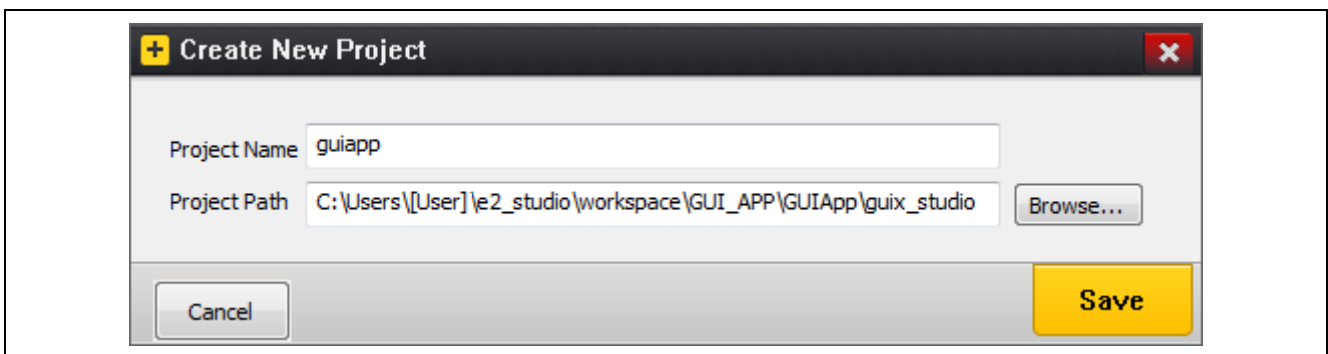 Create New Project
Project Name guiapp
Project Path C:\Users\[User]\e2_studio\workspace\GUI_APP\GUIApp\guix_studio Browse...
Cancel Save